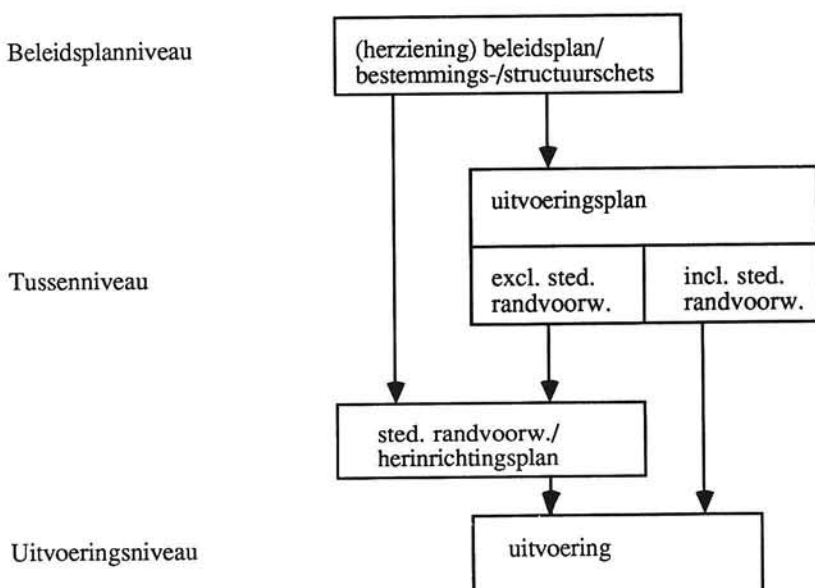 Beleidsplanniveau
(herziening) beleidsplan/
bestemmings-/structuurschets
uitvoeringsplan
Tussenniveau
excl. sted.
randvoorw.
incl. sted.
randvoorw.
sted. randvoorw./
herinrichtingsplan
Uitvoeringsniveau
uitvoering